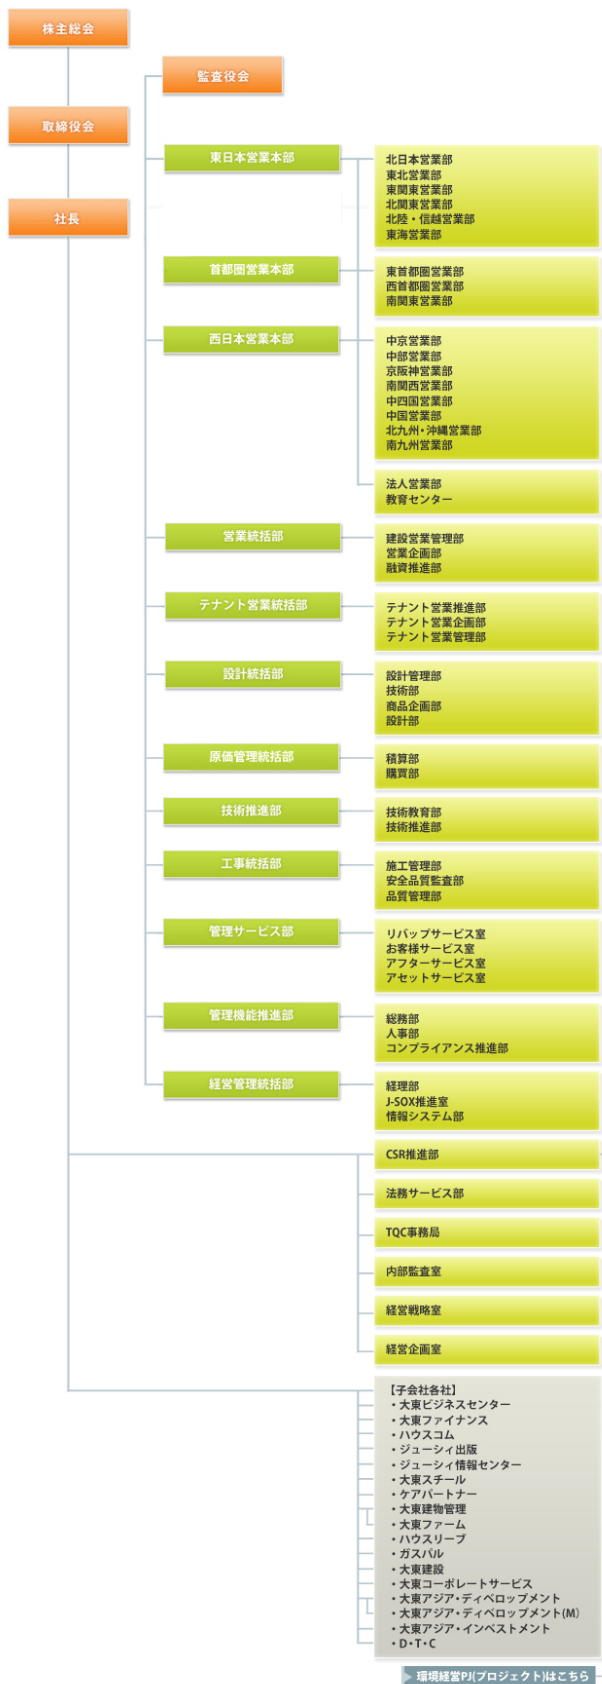 株主総会
監査役会
取締役会
東日本営業本部
北日本営業部
東北営業部
東関東営業部
北関東営業部
北陸・信越営業部
東海営業部
社長
首都圏営業本部
東首都圏営業部
西首都圏営業部
南関東営業部
西日本営業本部
中京営業部
中部営業部
京阪神営業部
南関西営業部
中四国営業部
中国営業部
北九州・沖縄営業部
南九州営業部
法人営業部
教育センター
営業統括部
建設営業管理部
営業企画部
融資推進部
テナント営業統括部
テナント営業推進部
テナント営業企画部
テナント営業管理部
設計統括部
設計管理部
技術部
商品企画部
設計部
原価管理統括部
積算部
購買部
技術推進部
技術教育部
技術推進部
工事統括部
施工管理部
安全品質監査部
品質管理部
管理サービス部
リバップサービス室
お客様サービス室
アフターサービス室
アセットサービス室
管理機能推進部
総務部
人事部
コンプライアンス推進部
経営管理統括部
経理部
J-SOX推進室
情報システム部
CSR推進部
法務サービス部
TQC事務局
内部監査室
経営戦略室
経営企画室
【子会社各社】
・大東ビジネスセンター
・大東ファイナンス
・ハウスコム
・ジューシィ出版
・ジューシィ情報センター
・大東スチール
・ケアパートナー
・大東建物管理
・大東ファーム
・ハウスリーブ
・ガスパル
・大東建設
・大東コーポレートサービス
・大東アジア・ディベロップメント
・大東アジア・ディベロップメント(M)
・大東アジア・インベストメント
・D・T・C
環境経営PJ(プロジェクト)はこちら